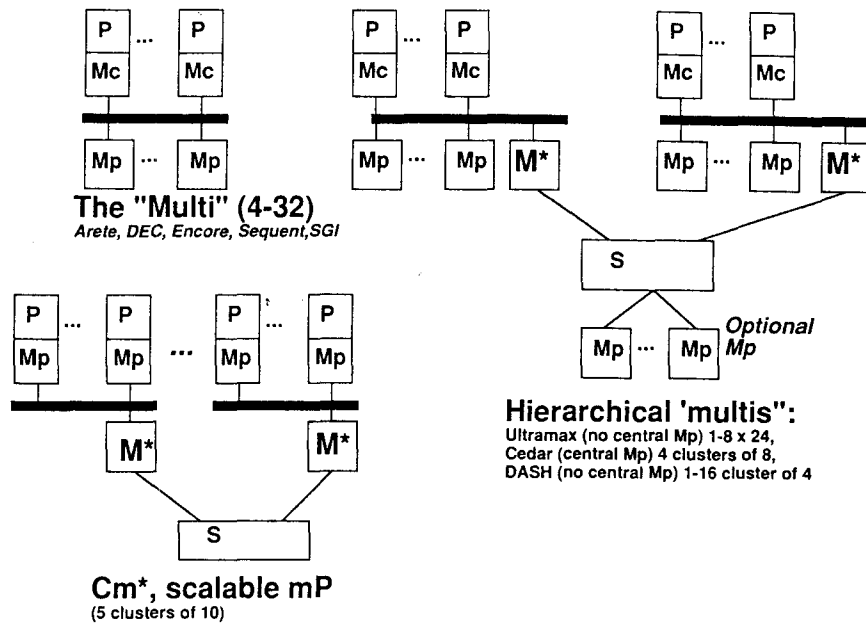 P ... P
Mc Mc
Mp ... Mp
The "Multi" (4-32)
Arete, DEC, Encore, Sequent,SGI
P ... P
Mc Mc
Mp ... Mp M*
P ... P
Mc Mc
Mp ... Mp M*
S
Mp ... Mp
Optional
Mp
Hierarchical 'multis":
Ultramax (no central Mp) 1-8 x 24,
Cedar (central Mp) 4 clusters of 8,
DASH (no central Mp) 1-16 cluster of 4
P ... P P ... P
Mp Mp ... Mp Mp
M* M*
S
Cm*, scalable mP
(5 clusters of 10)